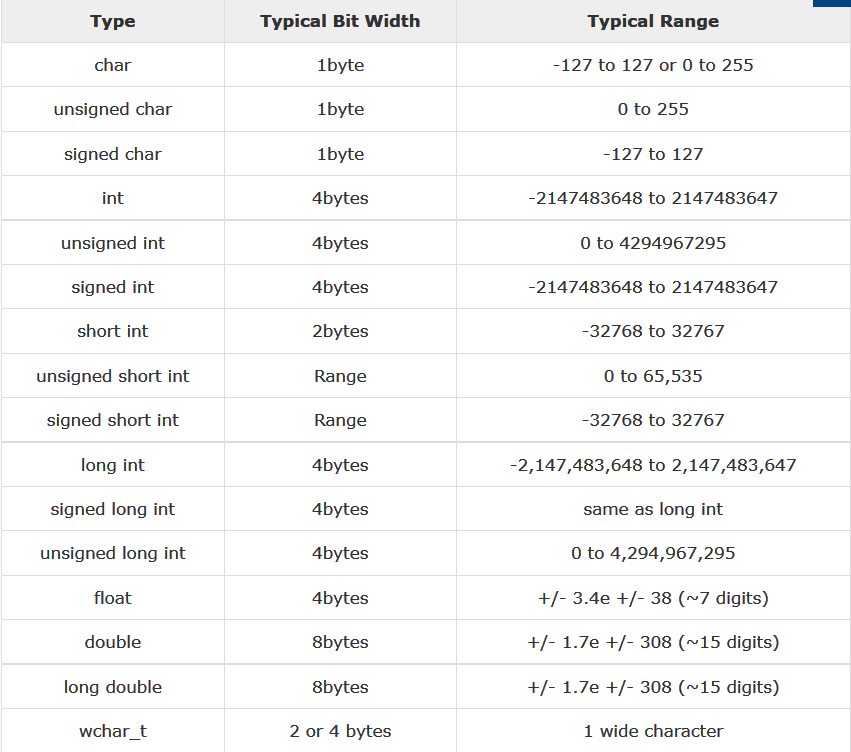 Type Typical Bit Width Typical Range
char 1byte -127 to 127 or 0 to 255
unsigned char 1byte 0 to 255
signed char 1byte -127 to 127
int 4bytes -2147483648 to 2147483647
unsigned int 4bytes 0 to 4294967295
signed int 4bytes -2147483648 to 2147483647
short int 2bytes -32768 to 32767
unsigned short int Range 0 to 65,535
signed short int Range -32768 to 32767
long int 4bytes -2,147,483,648 to 2,147,483,647
signed long int 4bytes same as long int
unsigned long int 4bytes 0 to 4,294,967,295
float 4bytes +/- 3.4e +/- 38 (~7 digits)
double 8bytes +/- 1.7e +/- 308 (~15 digits)
long double 8bytes +/- 1.7e +/- 308 (~15 digits)
wchar_t 2 or 4 bytes 1 wide character